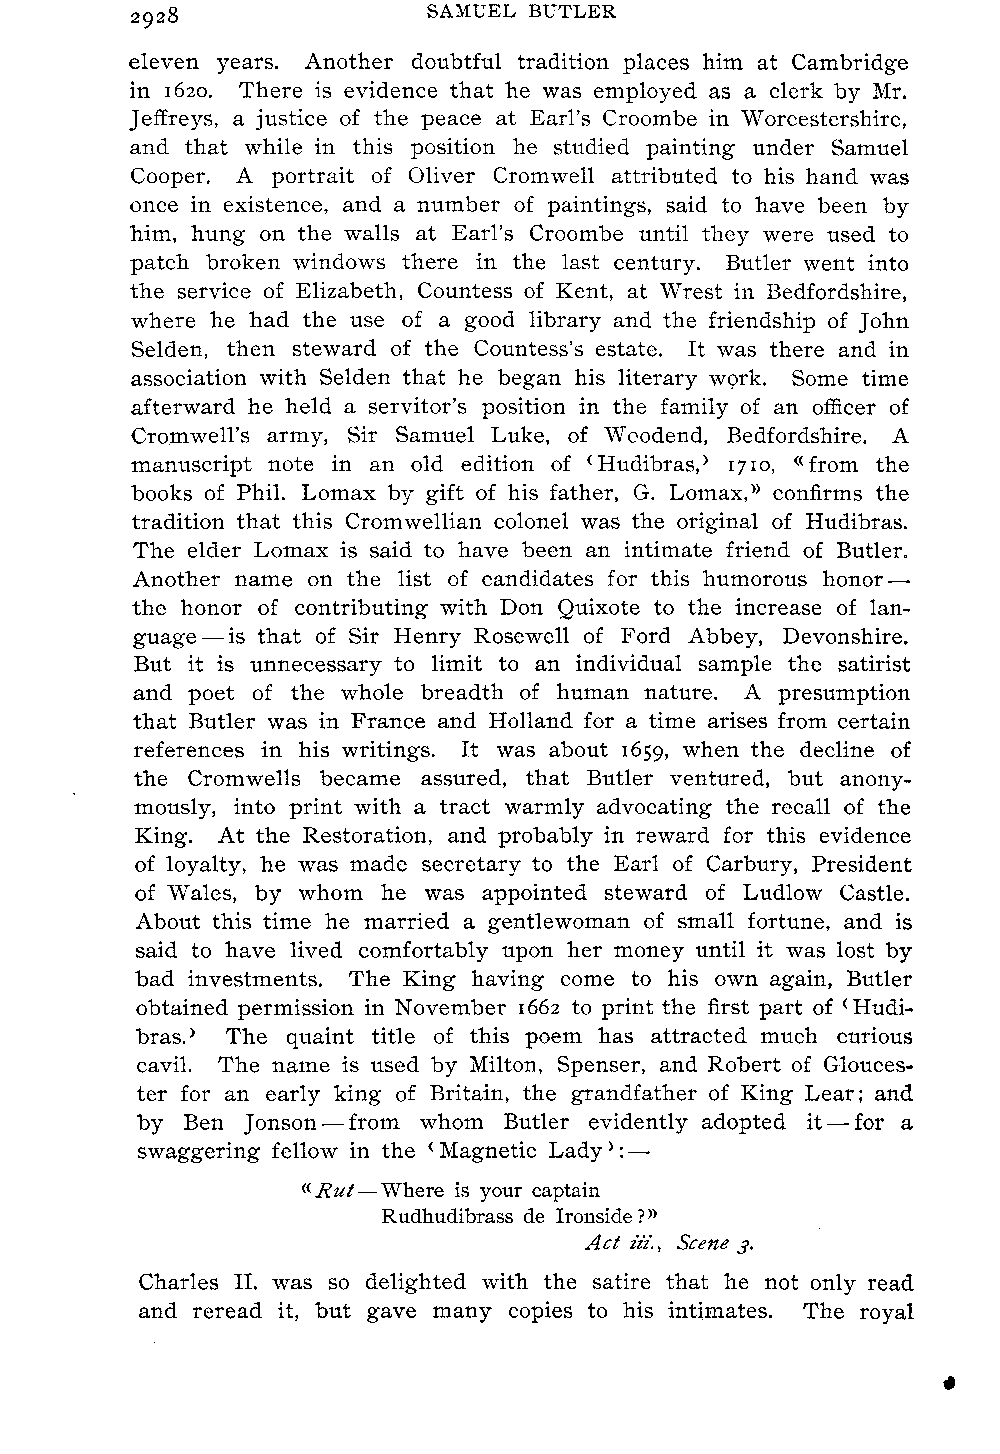 2928
SAMUEL BUTLER
eleven years. Another doubtful tradition places him at Cambridge
in 1620. There is evidence that he was employed as a clerk by Mr.
Jeffreys, a justice of the peace at Earl's Croombe in Worcestershire,
and that while in this position he studied painting under Samuel
Cooper. A portrait of Oliver Cromwell attributed to his hand was
once in existence, and a number of paintings, said to have been by
him, hung on the walls at Earl's Croombe until they were used to
patch broken windows there in the last century. Butler went into
the service of Elizabeth, Countess of Kent, at Wrest in Bedfordshire,
where he had the use of a good library and the friendship of John
Selden, then steward of the Countess's estate. It was there and in
association with Selden that he began his literary work. Some time
afterward he held a servitor's position in the family of an officer of
Cromwell's army, Sir Samuel Luke, of Woodend, Bedfordshire. A
manuscript note in an old edition of ‹Hudibras,› 1710, «from the
books of Phil. Lomax by gift of his father, G. Lomax,» confirms the
tradition that this Cromwellian colonel was the original of Hudibras.
The elder Lomax is said to have been an intimate friend of Butler.
Another name on the list of candidates for this humorous honor—
the honor of contributing with Don Quixote to the increase of lan-
guage—is that of Sir Henry Rosewell of Ford Abbey, Devonshire.
But it is unnecessary to limit to an individual sample the satirist
and poet of the whole breadth of human nature. A presumption
that Butler was in France and Holland for a time arises from certain
references in his writings. It was about 1659, when the decline of
the Cromwells became assured, that Butler ventured, but anony-
mously, into print with a tract warmly advocating the recall of the
King. At the Restoration, and probably in reward for this evidence
of loyalty, he was made secretary to the Earl of Carbury, President
of Wales, by whom he was appointed steward of Ludlow Castle.
About this time he married a gentlewoman of small fortune, and is
said to have lived comfortably upon her money until it was lost by
bad investments. The King having come to his own again, Butler
obtained permission in November 1662 to print the first part of ‹Hudi-
bras.› The quaint title of this poem has attracted much curious
cavil. The name is used by Milton, Spenser, and Robert of Glouces-
ter for an early king of Britain, the grandfather of King Lear; and
by Ben Jonson—from whom Butler evidently adopted it—for a
swaggering fellow in the ‹Magnetic Lady›:—
«Rut—Where is your captain
Rudhudibrass de Ironside?»
Act iii., Scene 3.
Charles II. was so delighted with the satire that he not only read
and reread it, but gave many copies to his intimates. The royal